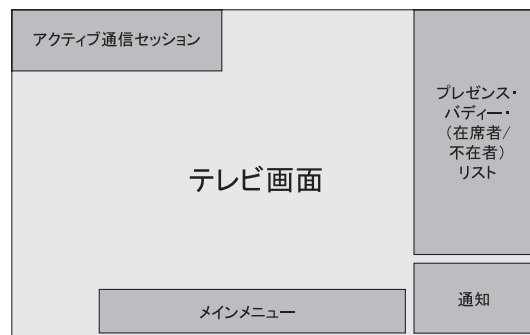 アクティブ通信セッション
プレゼンス・
バディー・
(在席者/
不在者)
リスト
テレビ画面
メインメニュー
通知